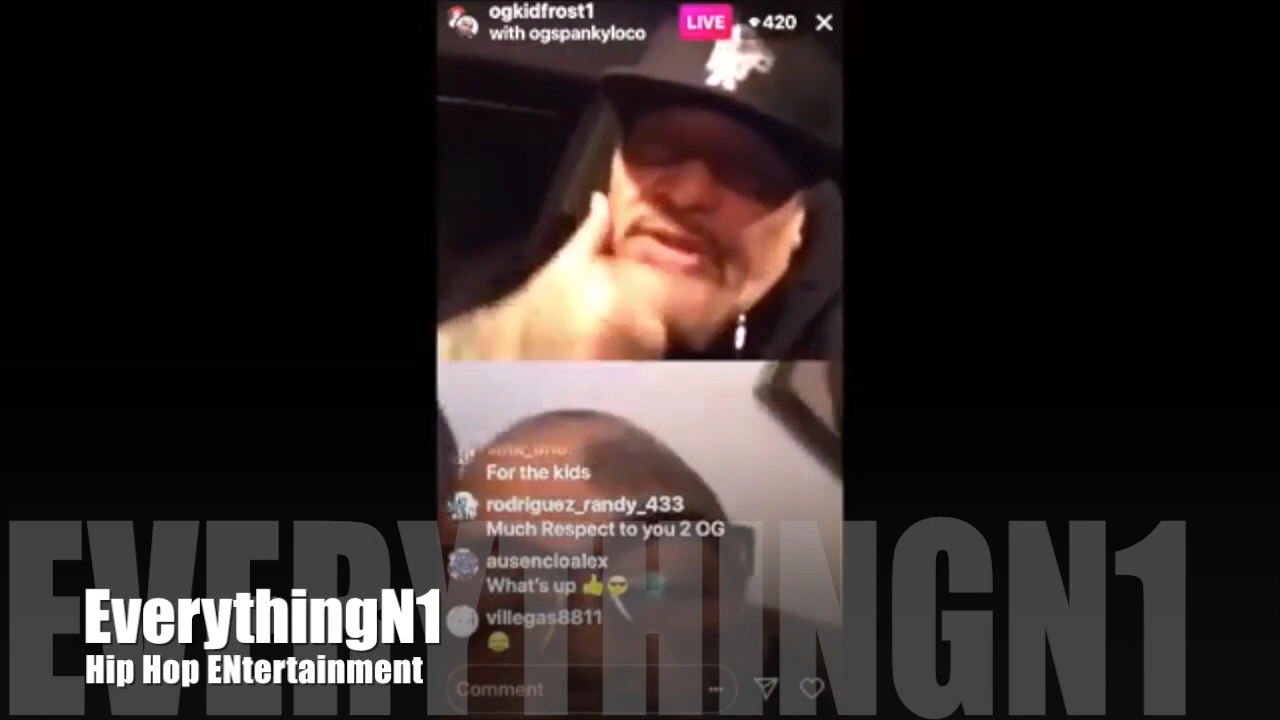 ogkidfrost1
with ogspankyloco
LIVE
420
For the kids
rodriguez_randy_433
Much Respect to you 2 OG
ausencioalex
What's up 👍😎
villegas8811
Comment
EVERYTHINGN1
EverythingN1
Hip Hop ENtertainment